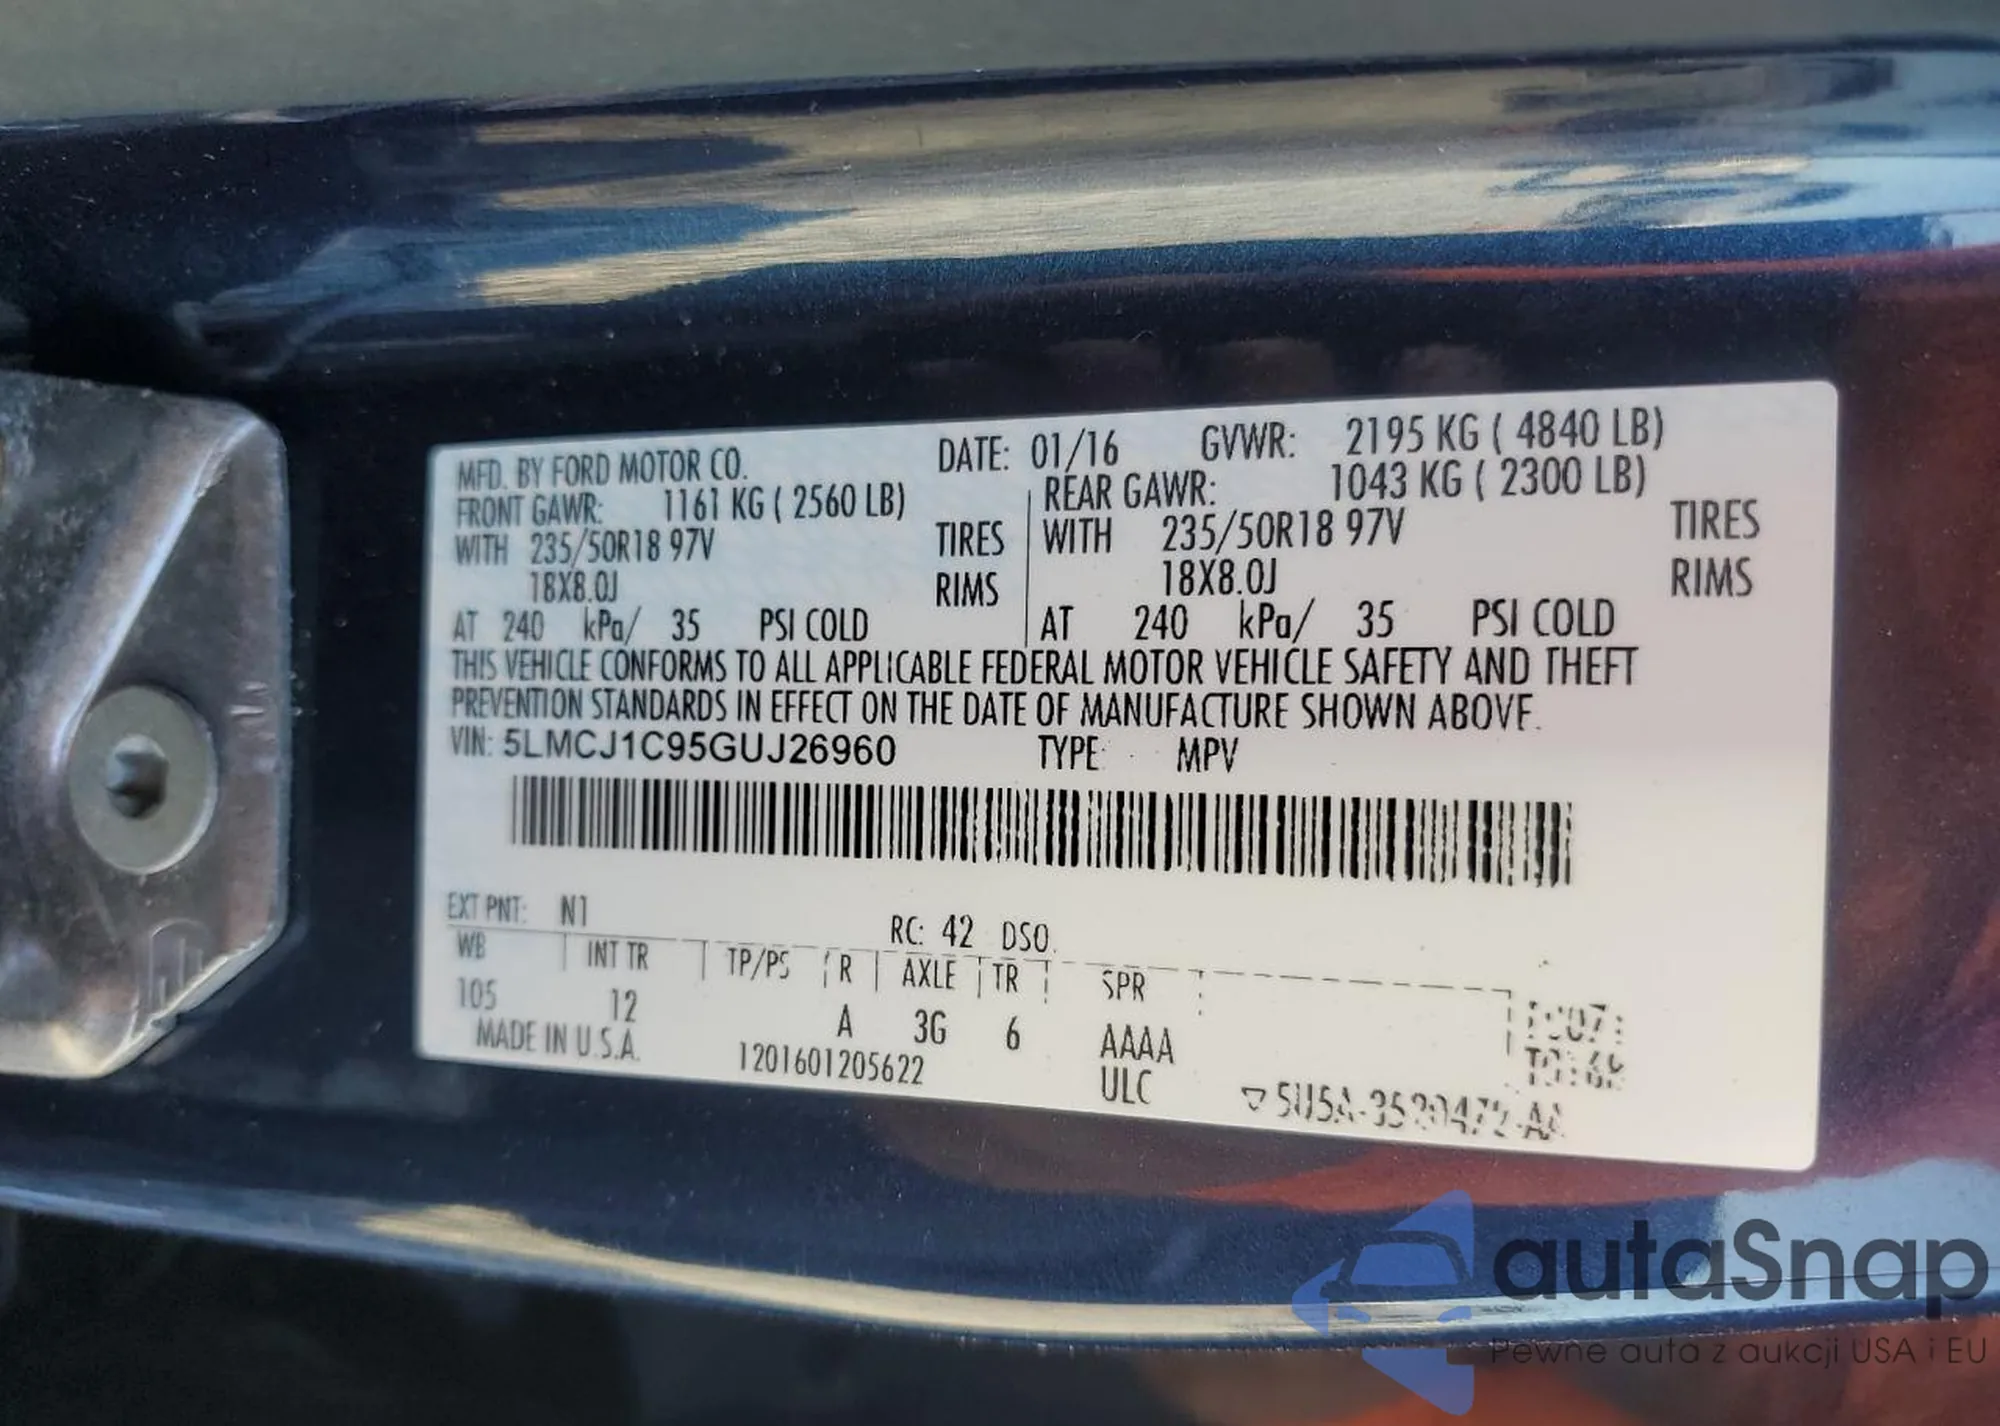 MFD. BY FORD MOTOR CO. DATE: 01/16 GVWR: 2195 KG ( 4840 LB)
FRONT GAWR: 1161 KG ( 2560 LB) REAR GAWR: 1043 KG ( 2300 LB)
WITH 235/50R18 97V TIRES WITH 235/50R18 97V TIRES
18X8.0J RIMS 18X8.0J RIMS
AT 240 kPa/ 35 PSI COLD AT 240 kPa/ 35 PSI COLD
THIS VEHICLE CONFORMS TO ALL APPLICABLE FEDERAL MOTOR VEHICLE SAFETY AND THEFT
PREVENTION STANDARDS IN EFFECT ON THE DATE OF MANUFACTURE SHOWN ABOVE.
VIN: 5LMCJ1C95GUJ26960 TYPE: MPV
EXT PNT: N1 RC: 42 DSO
WB INT TR TP/PS R AXLE TR SPR
105 12 A 3G 6 AAAA
MADE IN U.S.A. 1201601205622 ULC
autaSnap
Pewne auta z aukcji USA i EU